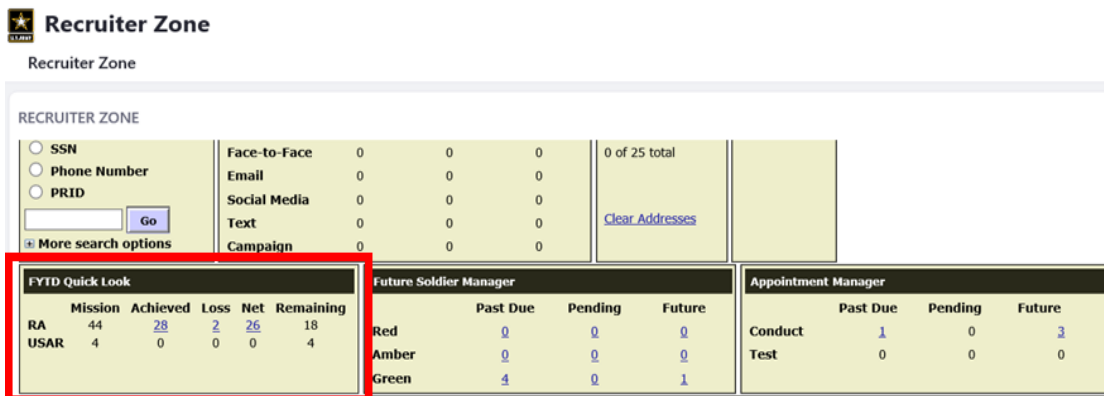 U.S. ARMY
Recruiter Zone
Recruiter Zone
RECRUITER ZONE
SSN
Phone Number
PRID
Go
More search options
Face-to-Face 0 0 0
Email 0 0 0
Social Media 0 0 0
Text 0 0 0
Campaign 0 0 0
0 of 25 total
Clear Addresses
FYTD Quick Look
Mission Achieved Loss Net Remaining
RA 44 28 2 26 18
USAR 4 0 0 0 4
Future Soldier Manager
Past Due Pending Future
Red 0 0 0
Amber 0 0 0
Green 4 0 1
Appointment Manager
Past Due Pending Future
Conduct 1 0 3
Test 0 0 0